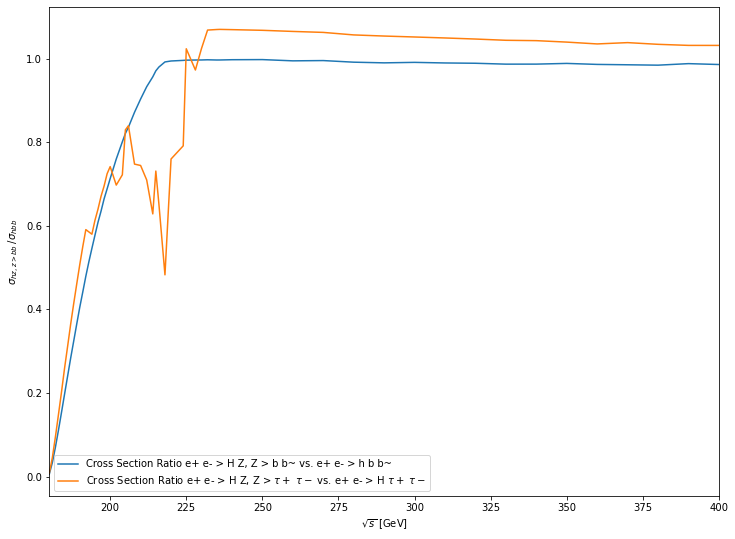 1.0
0.8
0.6
0.4
0.2
0.0
σhz, z > bb /σhbb
Cross Section Ratio e+ e- > H Z, Z > b b~ vs. e+ e- > h b b~
Cross Section Ratio e+ e- > H Z, Z > τ + τ − vs. e+ e- > H τ + τ −
200 225 250 275 300 325 350 375 400
√s [GeV]